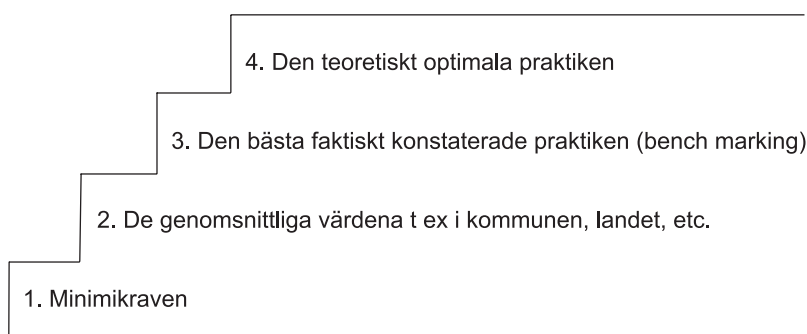 4. Den teoretiskt optimala praktiken
3. Den bästa faktiskt konstaterade praktiken (bench marking)
2. De genomsnittliga värdena t ex i kommunen, landet, etc.
1. Minimikraven